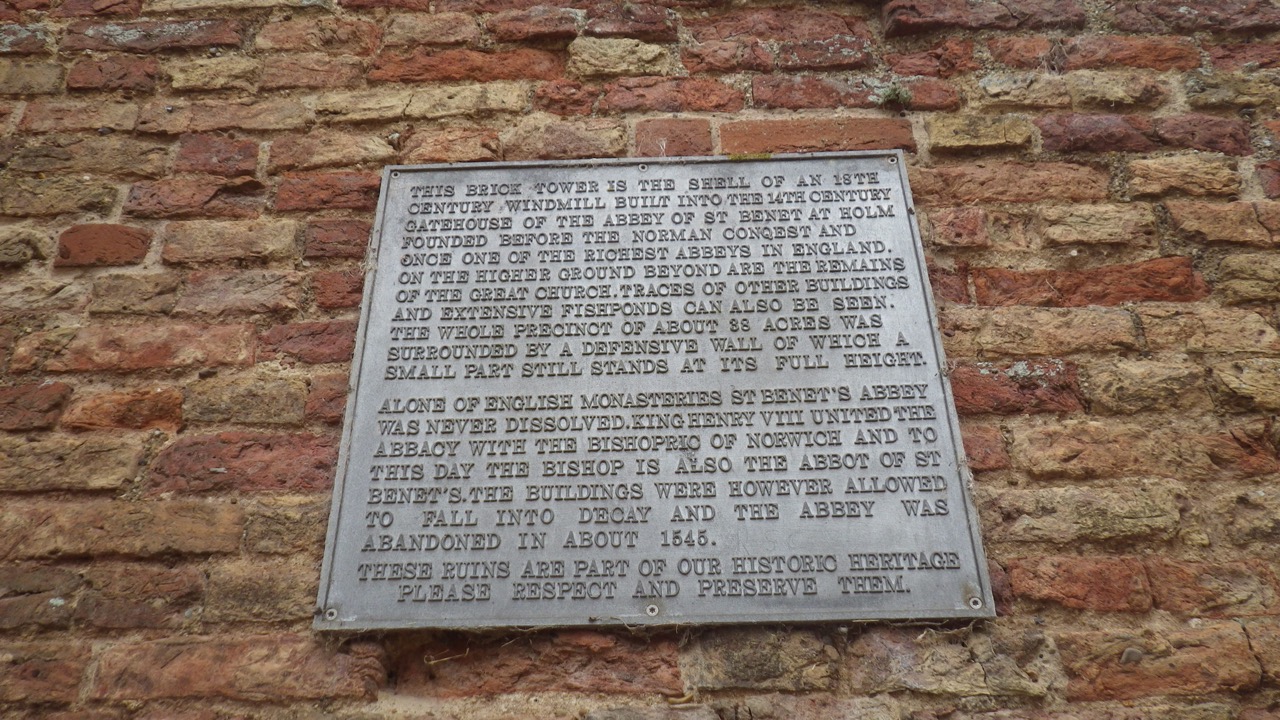 THIS BRICK TOWER IS THE SHELL OF AN 18TH
CENTURY WINDMILL BUILT INTO THE 14TH CENTURY
GATEHOUSE OF THE ABBEY OF ST BENET AT HOLM
FOUNDED BEFORE THE NORMAN CONQEST AND
ONCE ONE OF THE RICHEST ABBEYS IN ENGLAND.
ON THE HIGHER GROUND BEYOND ARE THE REMAINS
OF THE GREAT CHURCH. TRACES OF OTHER BUILDINGS
AND EXTENSIVE FISHPONDS CAN ALSO BE SEEN.
THE WHOLE PRECINCT OF ABOUT 38 ACRES WAS
SURROUNDED BY A DEFENSIVE WALL OF WHICH A
SMALL PART STILL STANDS AT ITS FULL HEIGHT.
ALONE OF ENGLISH MONASTERIES ST BENET'S ABBEY
WAS NEVER DISSOLVED. KING HENRY VIII UNITED THE
ABBACY WITH THE BISHOPRIC OF NORWICH AND TO
THIS DAY THE BISHOP IS ALSO THE ABBOT OF ST
BENET'S. THE BUILDINGS WERE HOWEVER ALLOWED
TO FALL INTO DECAY AND THE ABBEY WAS
ABANDONED IN ABOUT 1545.
THESE RUINS ARE PART OF OUR HISTORIC HERITAGE
PLEASE RESPECT AND PRESERVE THEM.